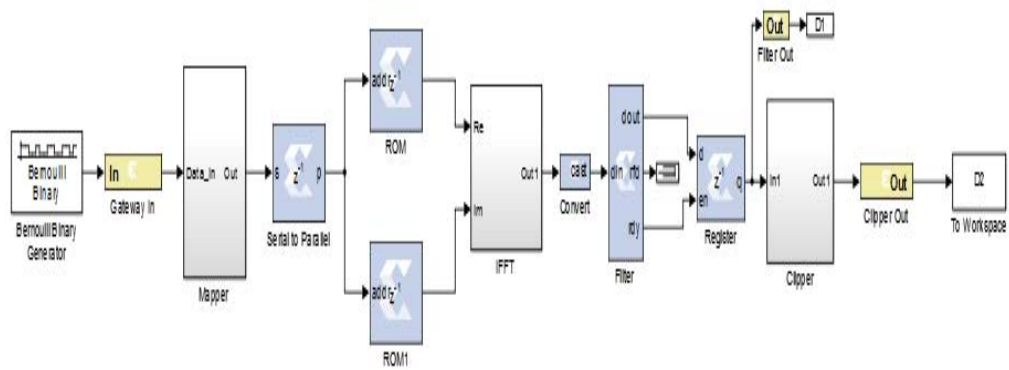 Bernoulli
Binary
Bernoulli Binary
Generator
In
Gateway In
Data_In Out
Mapper
s z⁻¹ p
Serial to Parallel
addr z⁻¹
ROM
addr z⁻¹
ROM1
Re
Im
Out1
IFFT
cast
Convert
din
dout
rfd
rdy
Filter
d
en
z⁻¹
q
Register
Out
Filter Out
D1
In1 Out1
Clipper
Out
Clipper Out
D2
To Workspace